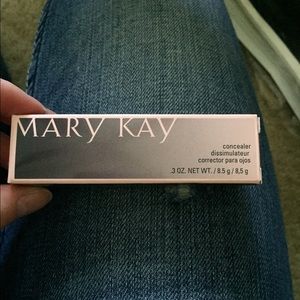 MARY KAY
concealer
dissimulateur
corrector para ojos
.3 OZ. NET WT. / 8.5 g / 8,5 g